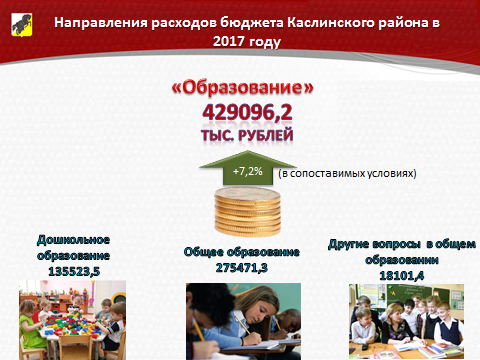 Направления расходов бюджета Каслинского района в
2017 году
«Образование»
429096,2
ТЫС. РУБЛЕЙ
+7,2%
(в сопоставимых условиях)
Дошкольное
образование
135523,5
Общее образование
275471,3
Другие вопросы в общем
образовании
18101,4